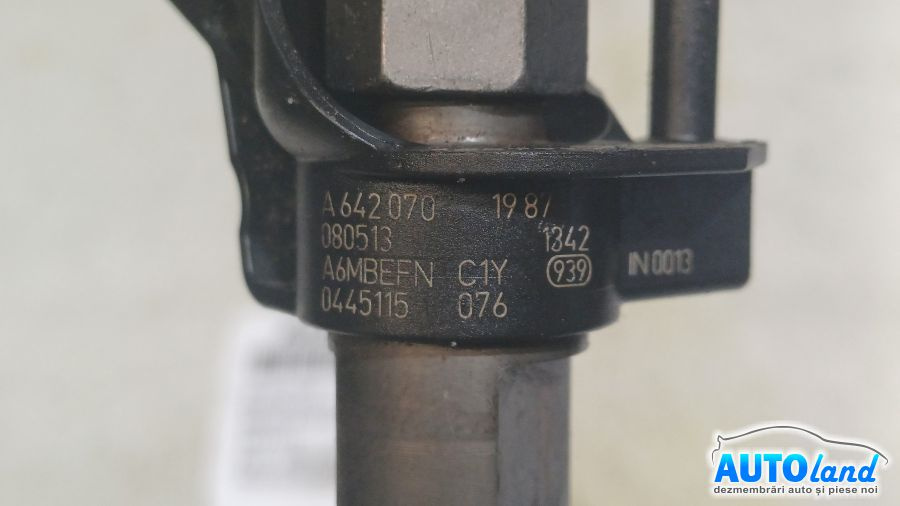 A 642 070 19 87
080513 1342
A6MBEFN C1Y 939
0445115 076
IN 0013
AUTOland
dezmembrări auto și piese noi